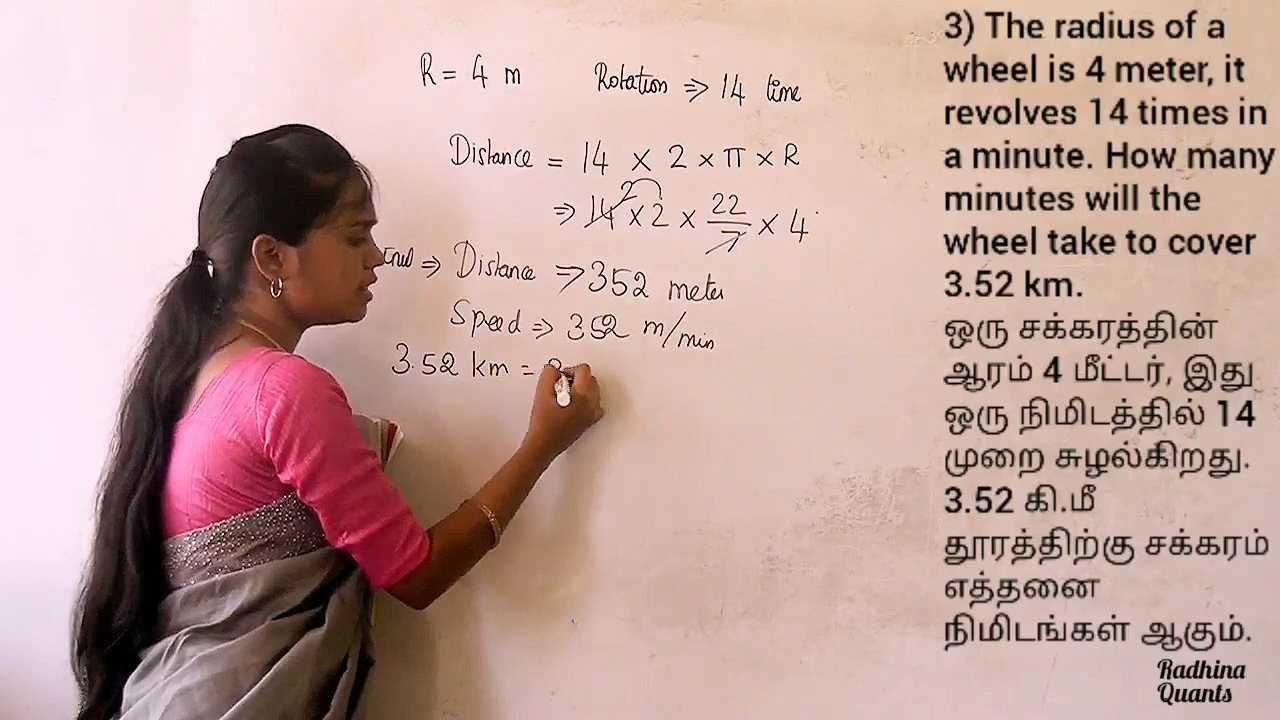 R = 4 m Rotation ⇒ 14 time
Distance = 14 × 2 × π × R
⇒ 14 2 × 2 × 22/7 × 4
⇒ Distance ⇒ 352 meter
Speed ⇒ 352 m/min
3.52 km =
3) The radius of a
wheel is 4 meter, it
revolves 14 times in
a minute. How many
minutes will the
wheel take to cover
3.52 km.
ஒரு சக்கரத்தின்
ஆரம் 4 மீட்டர், இது
ஒரு நிமிடத்தில் 14
முறை சுழல்கிறது.
3.52 கி.மீ
தூரத்திற்கு சக்கரம்
எத்தனை
நிமிடங்கள் ஆகும்.
Radhina
Quants